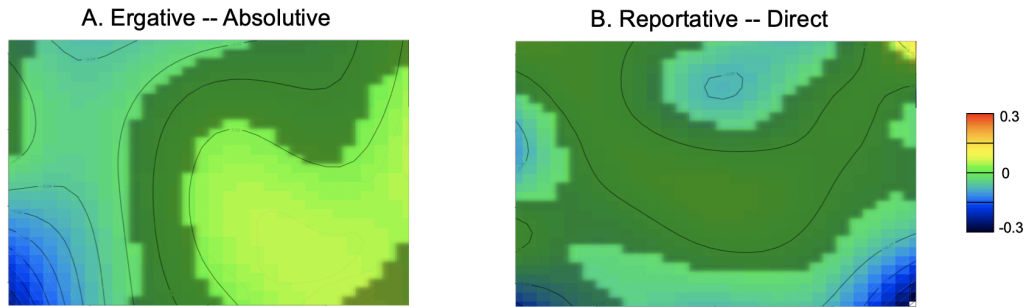 A. Ergative -- Absolutive
B. Reportative -- Direct
0.3
0
-0.3